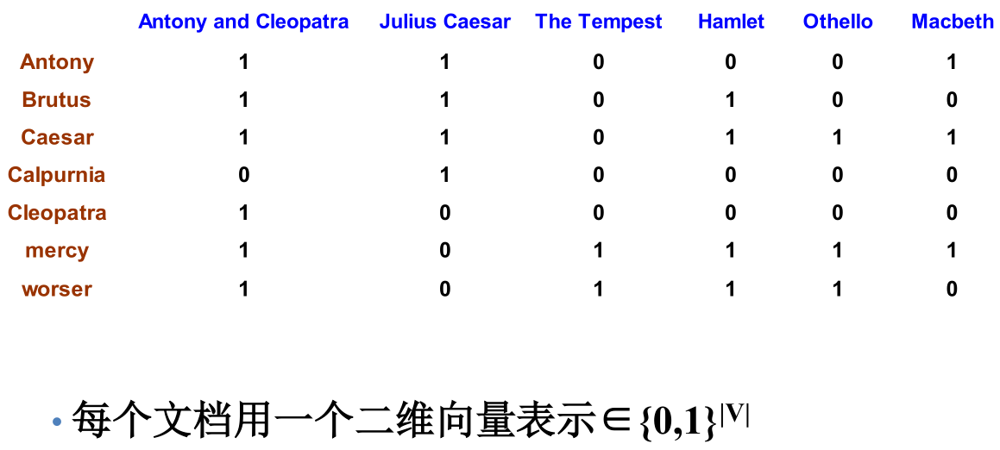 Antony and Cleopatra Julius Caesar The Tempest Hamlet Othello Macbeth
Antony 1 1 0 0 0 1
Brutus 1 1 0 1 0 0
Caesar 1 1 0 1 1 1
Calpurnia 0 1 0 0 0 0
Cleopatra 1 0 0 0 0 0
mercy 1 0 1 1 1 1
worser 1 0 1 1 1 0
• 每个文档用一个二维向量表示∈{0,1}|V|